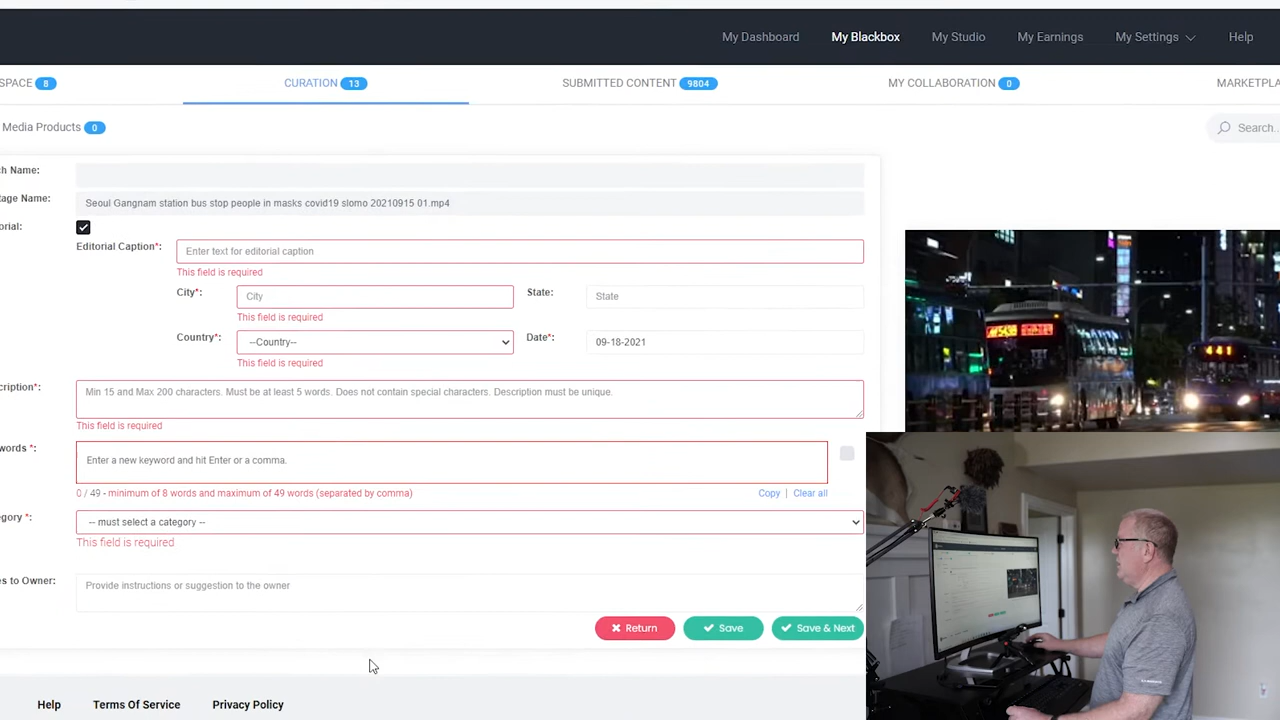 My Dashboard My Blackbox My Studio My Earnings My Settings Help
SPACE 8 CURATION 13 SUBMITTED CONTENT 9804 MY COLLABORATION 0 MARKETPLA
Media Products 0 Search..
ch Name:
tage Name: Seoul Gangnam station bus stop people in masks covid19 slomo 20210915 01.mp4
orial:
Editorial Caption*: Enter text for editorial caption
This field is required
City*: City State: State
This field is required
Country*: --Country-- Date*: 09-18-2021
This field is required
cription*: Min 15 and Max 200 characters. Must be at least 5 words. Does not contain special characters. Description must be unique.
This field is required
words *: Enter a new keyword and hit Enter or a comma.
0 / 49 - minimum of 8 words and maximum of 49 words (separated by comma) Copy | Clear all
egory *: -- must select a category --
This field is required
es to Owner: Provide instructions or suggestion to the owner
Return Save Save & Next
Help Terms Of Service Privacy Policy
441